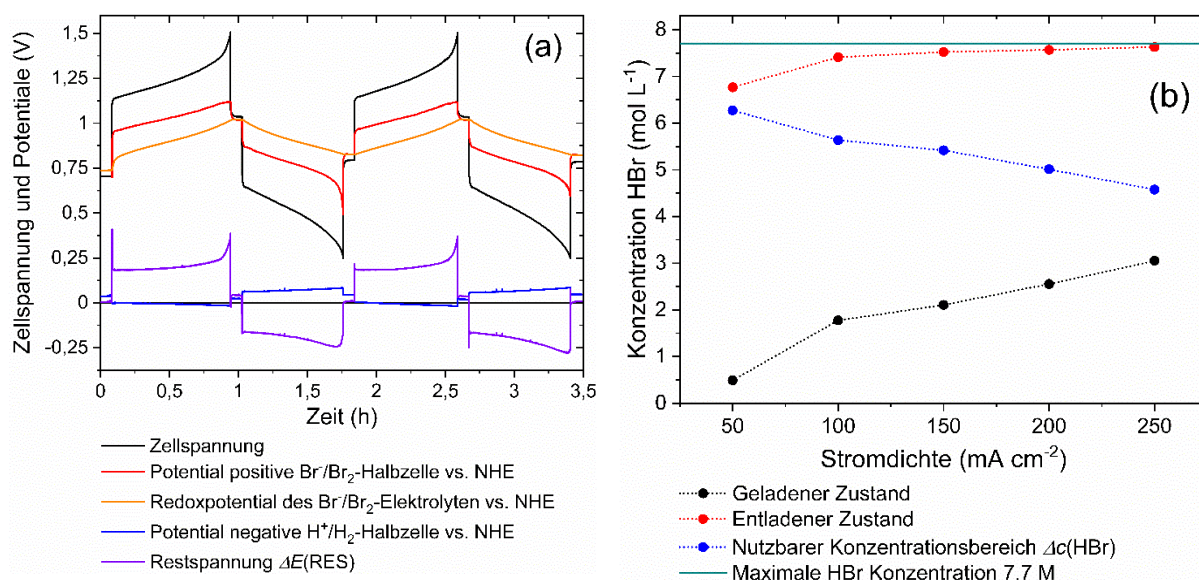 (a)
Zellspannung und Potentiale (V)
1,5
1,25
1
0,75
0,5
0,25
0
-0,25
0
0,5
1
1,5
2
2,5
3
3,5
Zeit (h)
Zellspannung
Potential positive Br⁻/Br₂-Halbzelle vs. NHE
Redoxpotential des Br⁻/Br₂-Elektrolyten vs. NHE
Potential negative H⁺/H₂-Halbzelle vs. NHE
Restspannung ΔE(RES)
(b)
Konzentration HBr (mol L⁻¹)
8
7
6
5
4
3
2
1
0
50
100
150
200
250
Stromdichte (mA cm⁻²)
Geladener Zustand
Entladener Zustand
Nutzbarer Konzentrationsbereich Δc(HBr)
Maximale HBr Konzentration 7.7 M